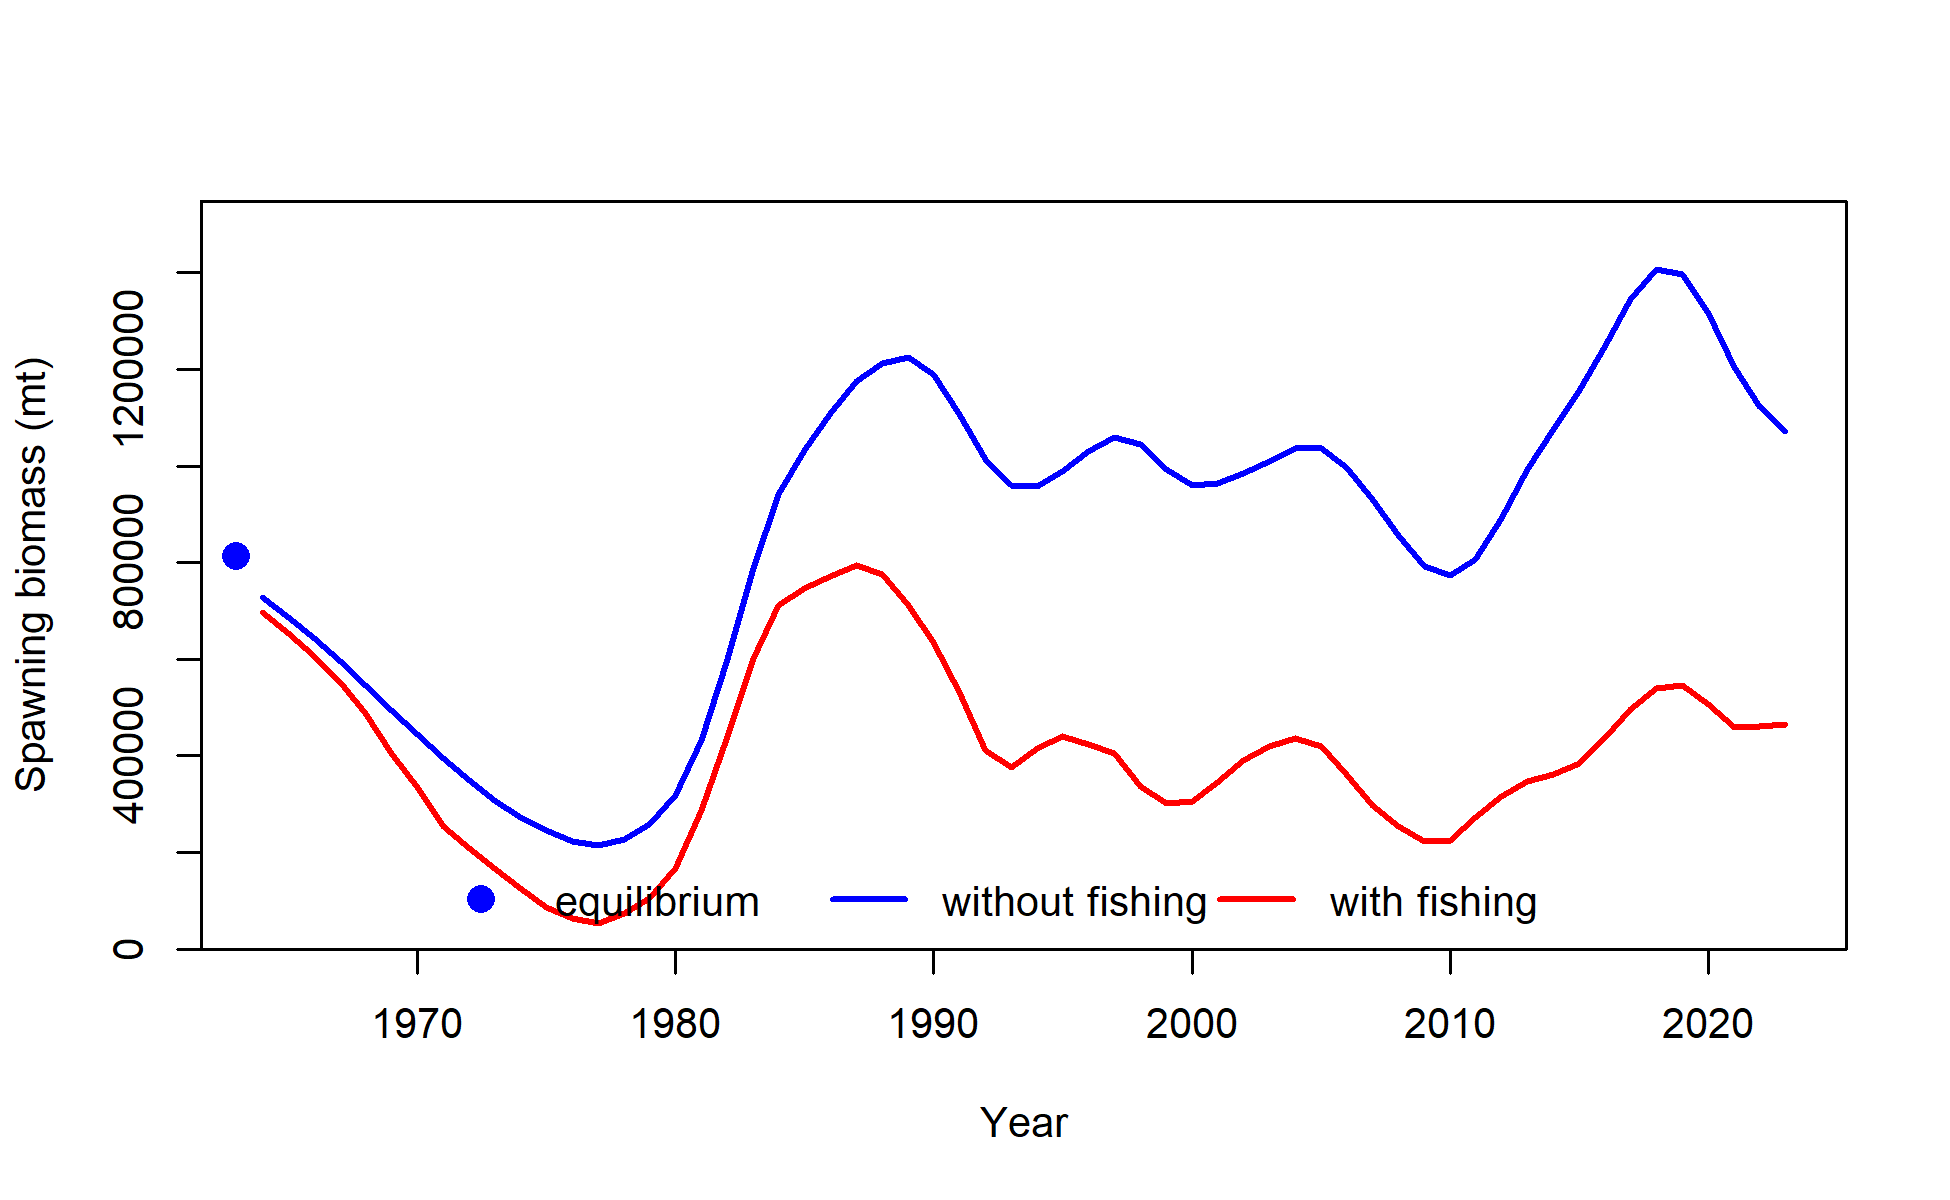 Spawning biomass (mt)
1200000
800000
400000
0
equilibrium without fishing with fishing
1970 1980 1990 2000 2010 2020
Year